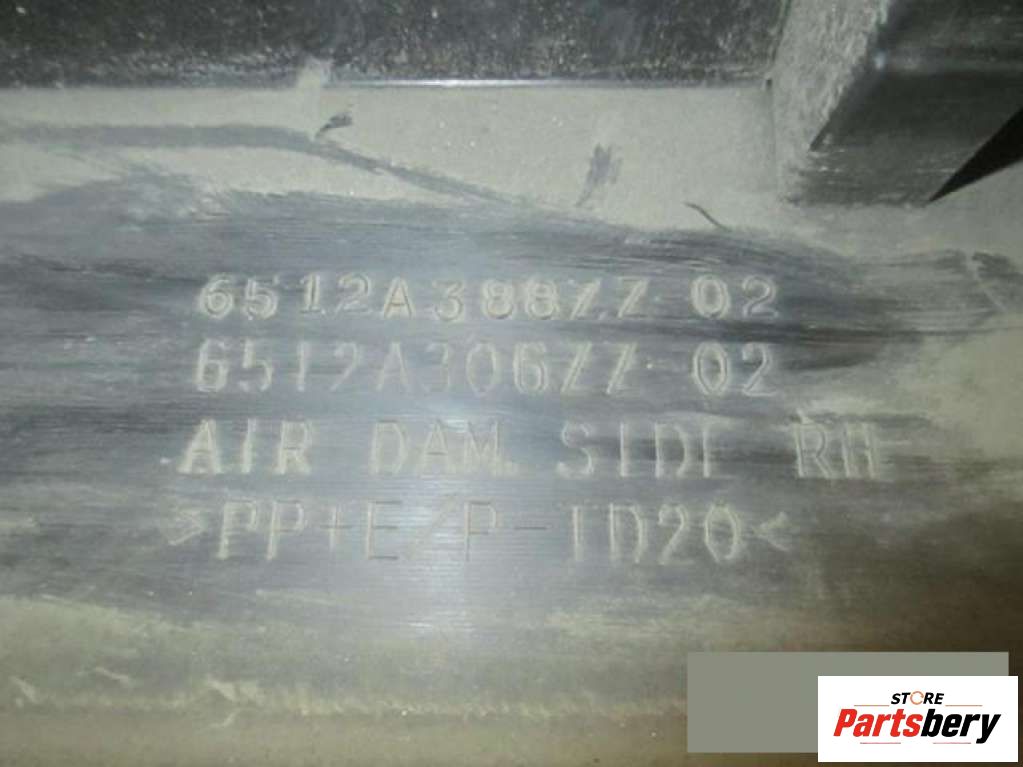 6512A388ZZ-02
6512A306ZZ-02
AIR DAM. SIDE RH
>PP+E/P-TD20<
STORE
Partsbery